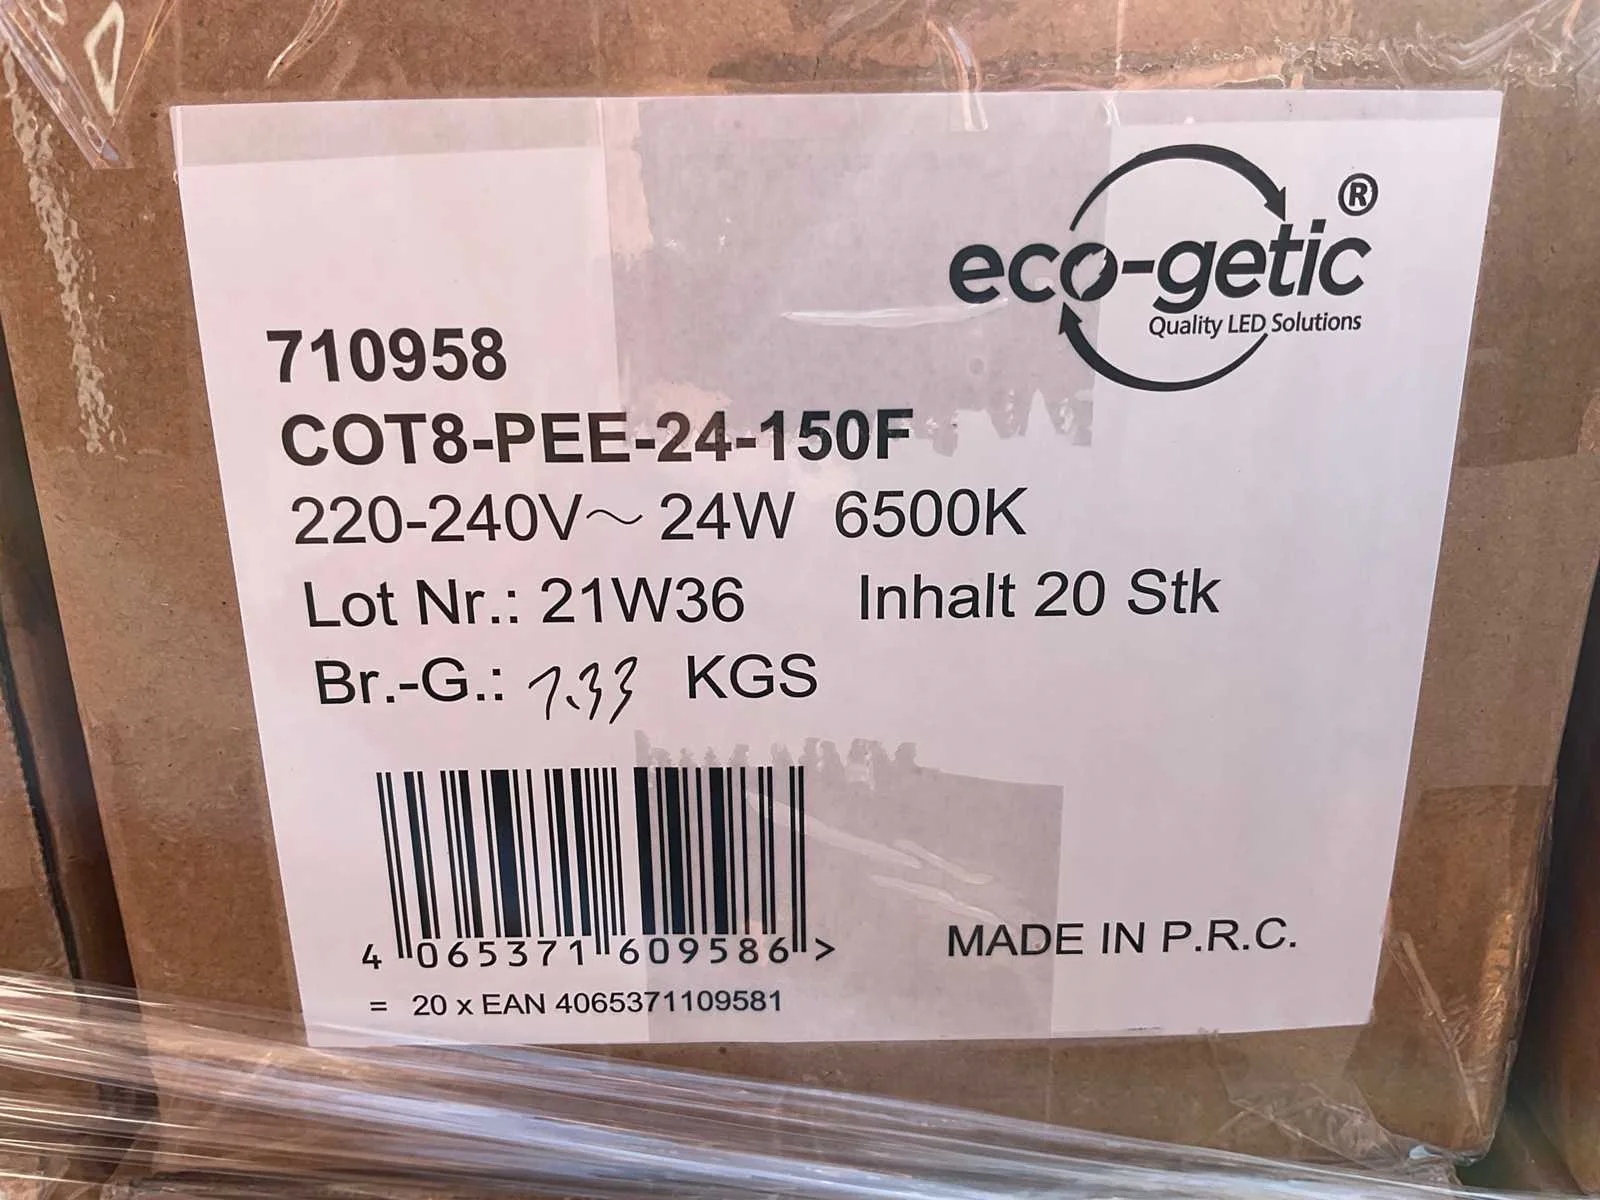 eco-getic®
Quality LED Solutions
710958
COT8-PEE-24-150F
220-240V~ 24W 6500K
Lot Nr.: 21W36 Inhalt 20 Stk
Br.-G.: 7.33 KGS
4 065371 609586 >
MADE IN P.R.C.
= 20 x EAN 4065371109581